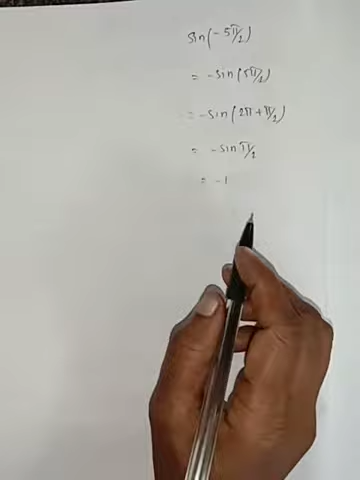 sin(-5π/2)
= -sin(5π/2)
= -sin(2π+π/2)
= -sin π/2
= -1